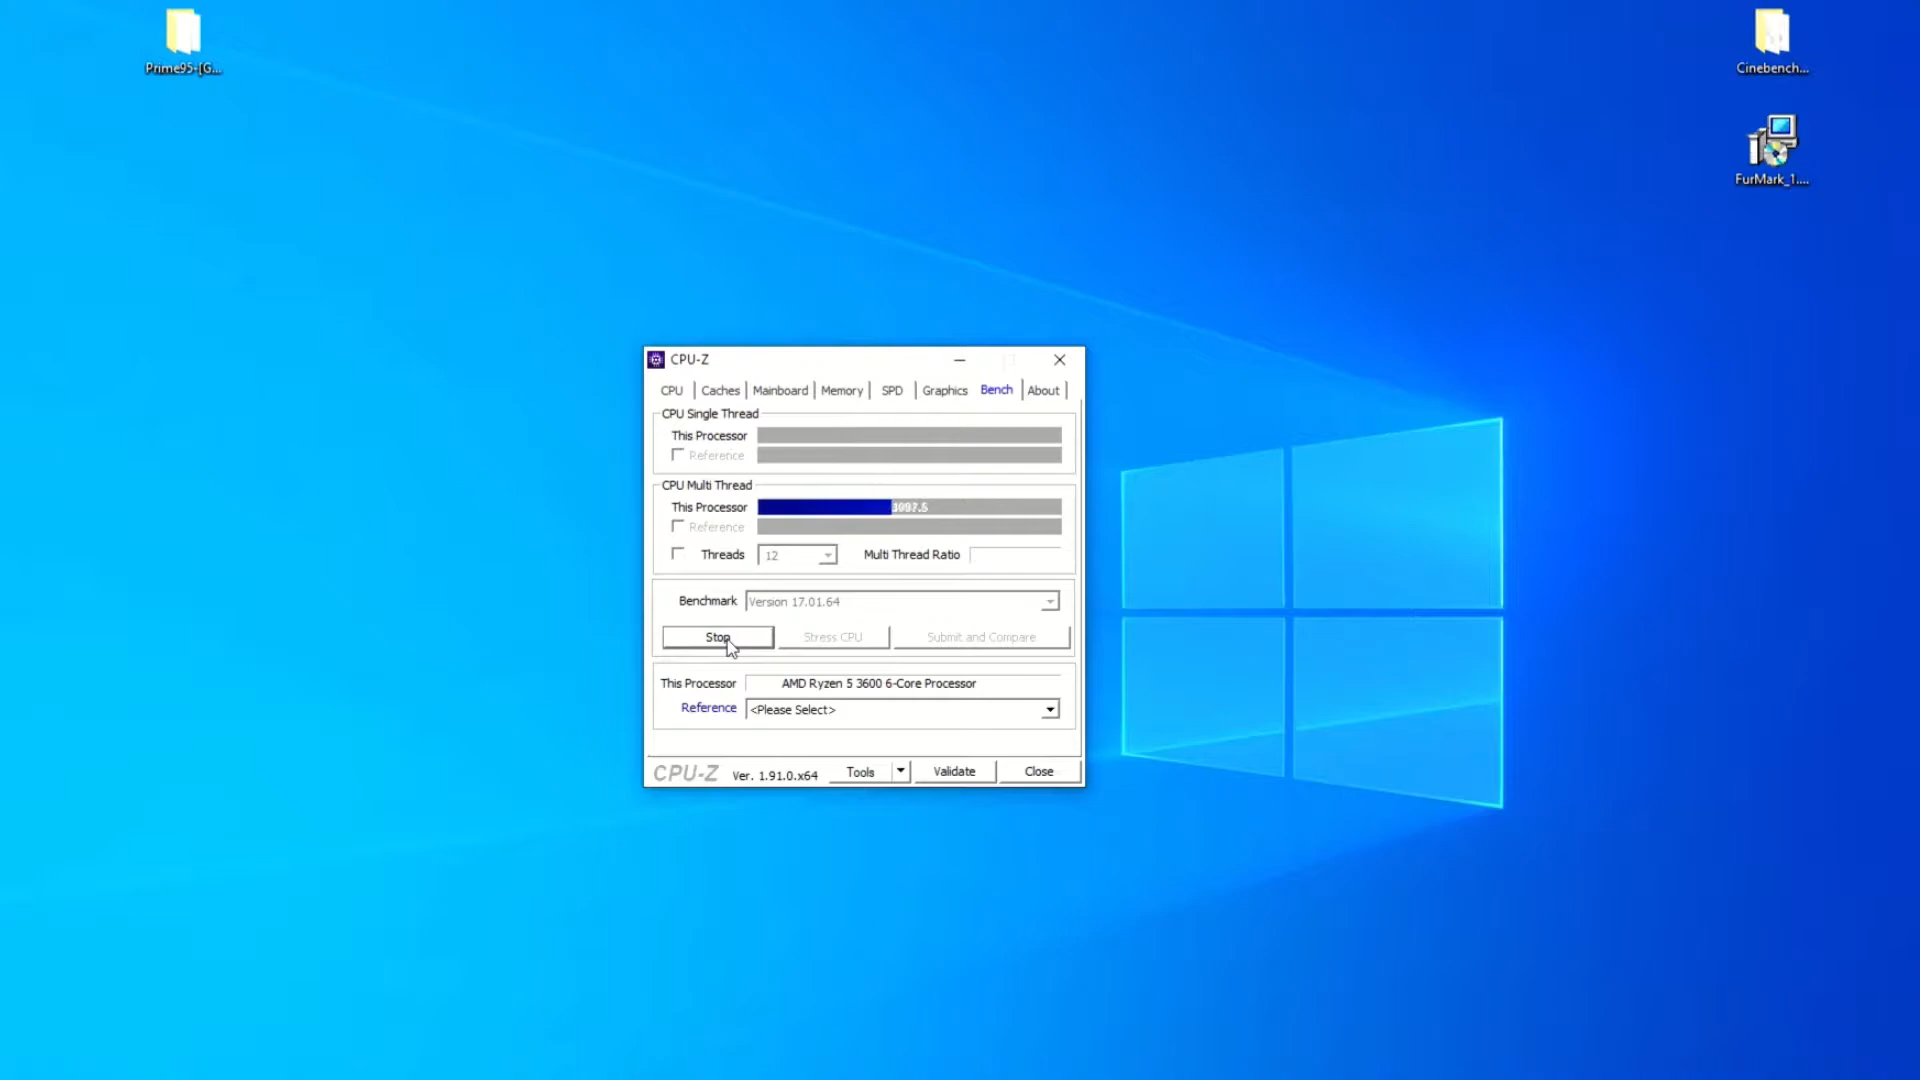 Prime95-[G...
Cinebench...
FurMark_1....
CPU-Z
CPU
Caches
Mainboard
Memory
SPD
Graphics
Bench
About
CPU Single Thread
This Processor
Reference
CPU Multi Thread
This Processor
Reference
Threads 12 Multi Thread Ratio
Benchmark Version 17.01.64
Stop Stress CPU Submit and Compare
This Processor AMD Ryzen 5 3600 6-Core Processor
Reference <Please Select>
CPU-Z Ver. 1.91.0.x64 Tools Validate Close